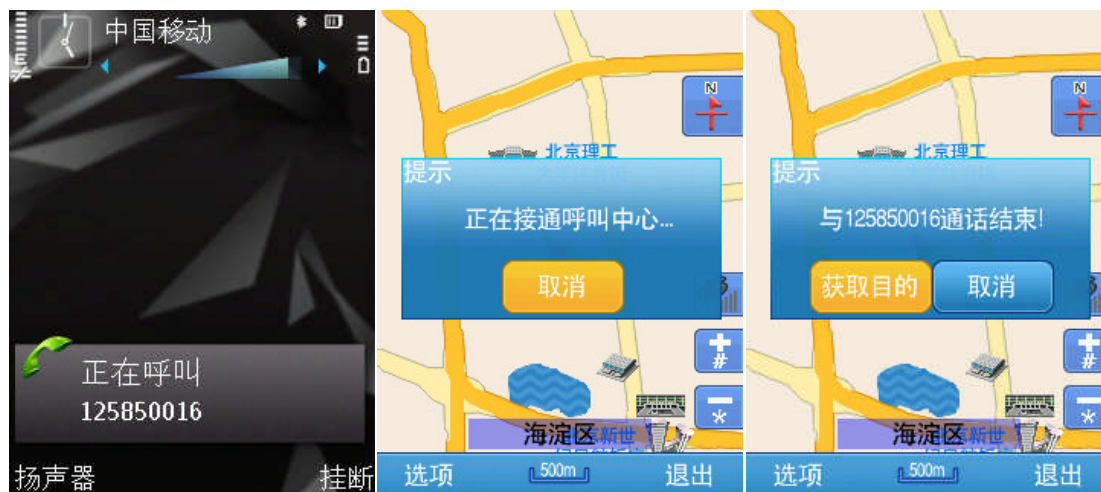 中国移动
正在呼叫
125850016
扬声器
挂断
N
北京理工
提示
正在接通呼叫中心...
取消
+
#
-
*
海淀区
选项
500m
退出
N
北京理工
提示
与125850016通话结束!
获取目的
取消
+
#
-
*
海淀区
选项
500m
退出